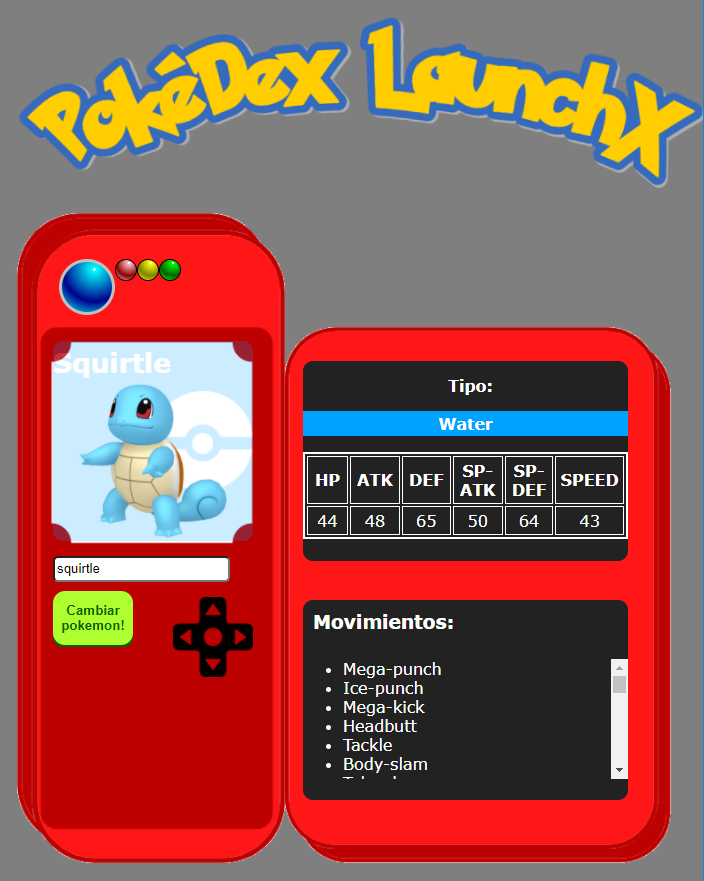 PokéDex LaunchX
Squirtle
squirtle
Cambiar
pokemon!
Tipo:
Water
HP ATK DEF SP-ATK SP-DEF SPEED
44 48 65 50 64 43
Movimientos:
Mega-punch
Ice-punch
Mega-kick
Headbutt
Tackle
Body-slam